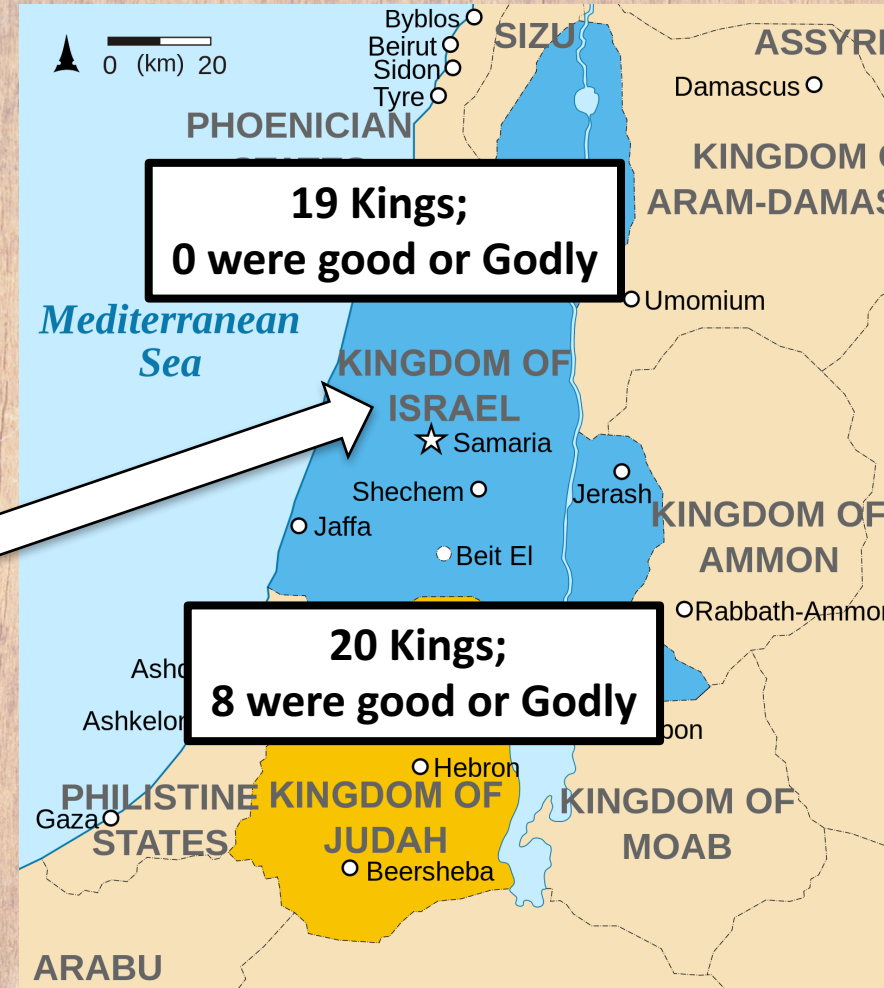 Byblos
SIZU
Beirut
ASSYRI
0 (km) 20
Sidon
Damascus
Tyre
PHOENICIAN
KINGDOM
19 Kings;
0 were good or Godly
ARAM-DAMAS
Umomium
Mediterranean
Sea
KINGDOM OF
ISRAEL
Samaria
Shechem
Jerash
Jaffa
KINGDOM OF
AMMON
Beit El
Rabbath-Ammon
20 Kings;
8 were good or Godly
Ashd
Ashkelon
bon
Hebron
PHILISTINE
STATES
KINGDOM OF
JUDAH
KINGDOM OF
MOAB
Gaza
Beersheba
ARABU